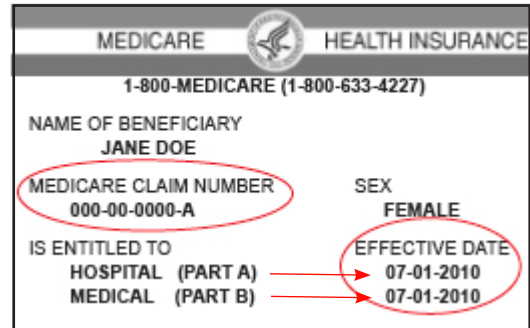 MEDICARE HEALTH INSURANCE
1-800-MEDICARE (1-800-633-4227)
NAME OF BENEFICIARY
JANE DOE
MEDICARE CLAIM NUMBER SEX
000-00-0000-A FEMALE
IS ENTITLED TO EFFECTIVE DATE
HOSPITAL (PART A) 07-01-2010
MEDICAL (PART B) 07-01-2010